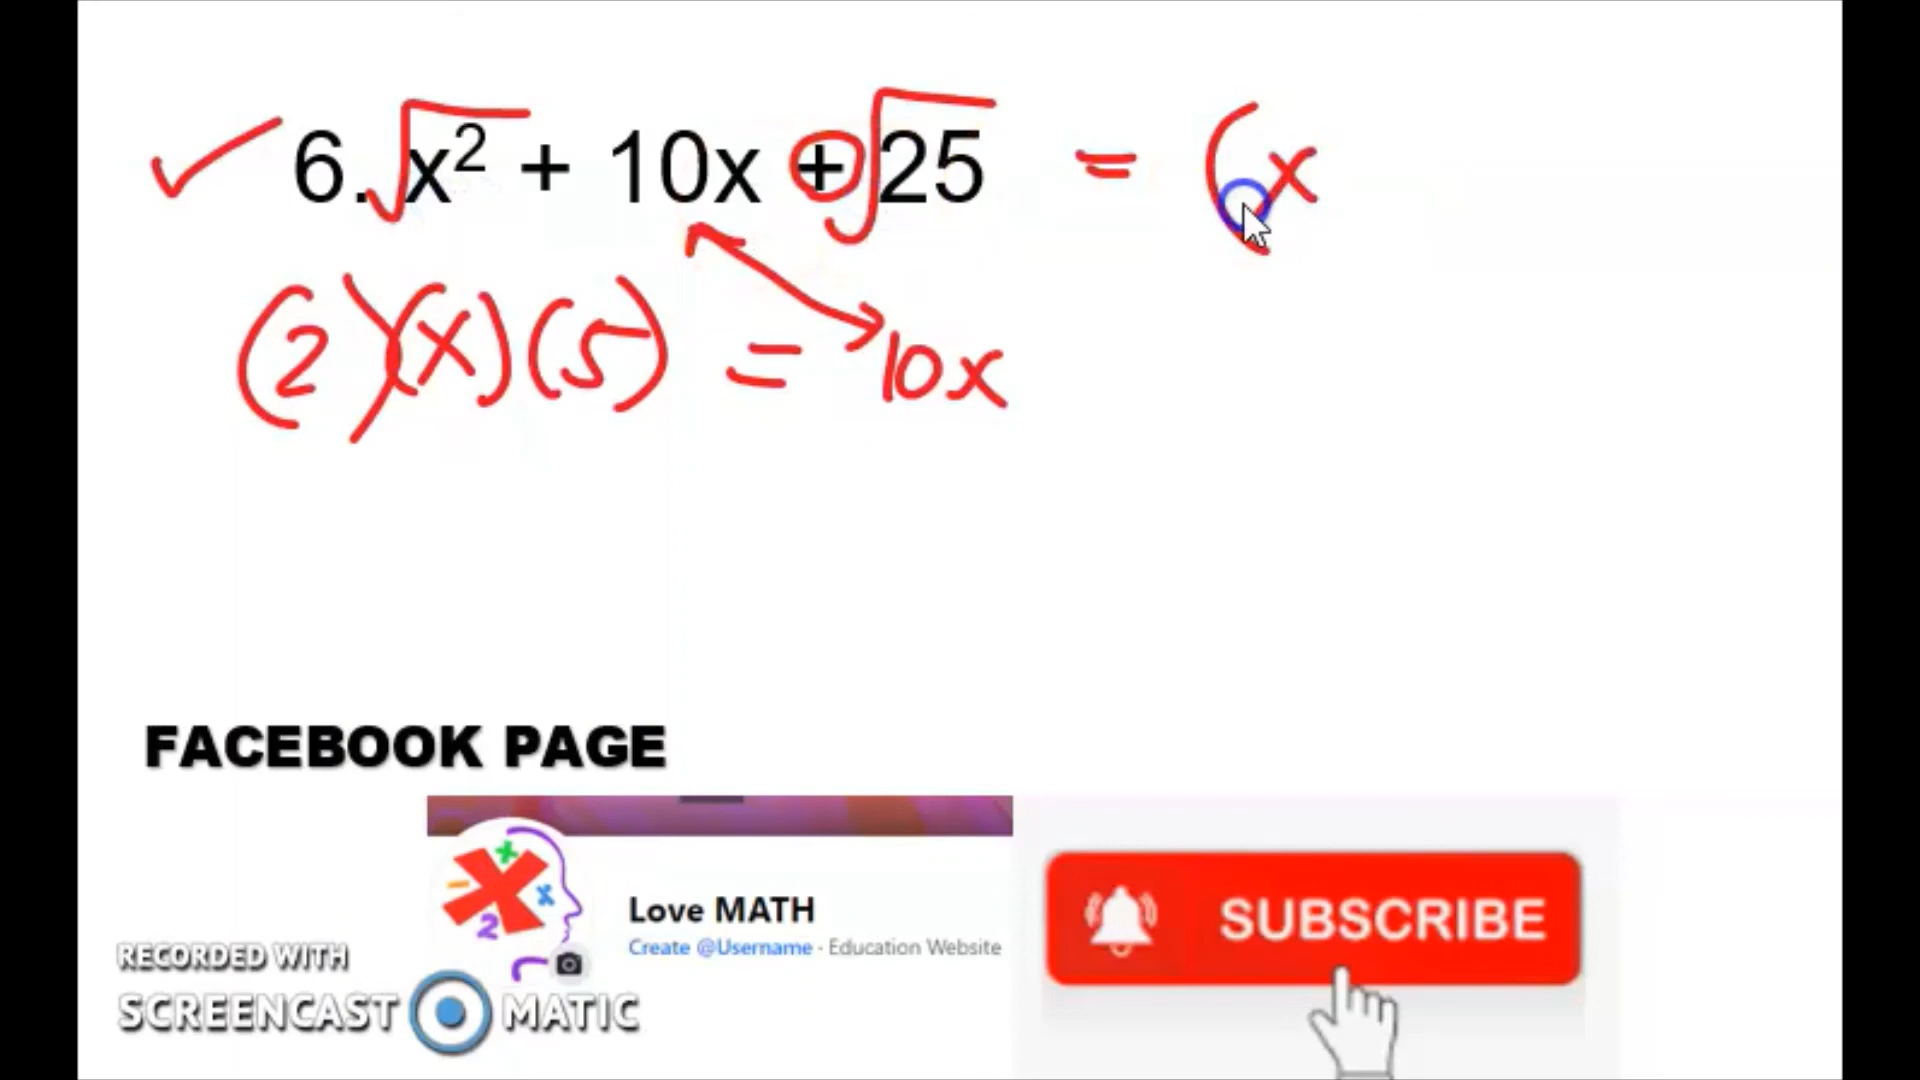 ✓ 6. √x² + 10x + √25 = (x
(2)(x)(5) = 10x
FACEBOOK PAGE
Love MATH
Create @Username · Education Website
SUBSCRIBE
RECORDED WITH
SCREENCAST MATIC